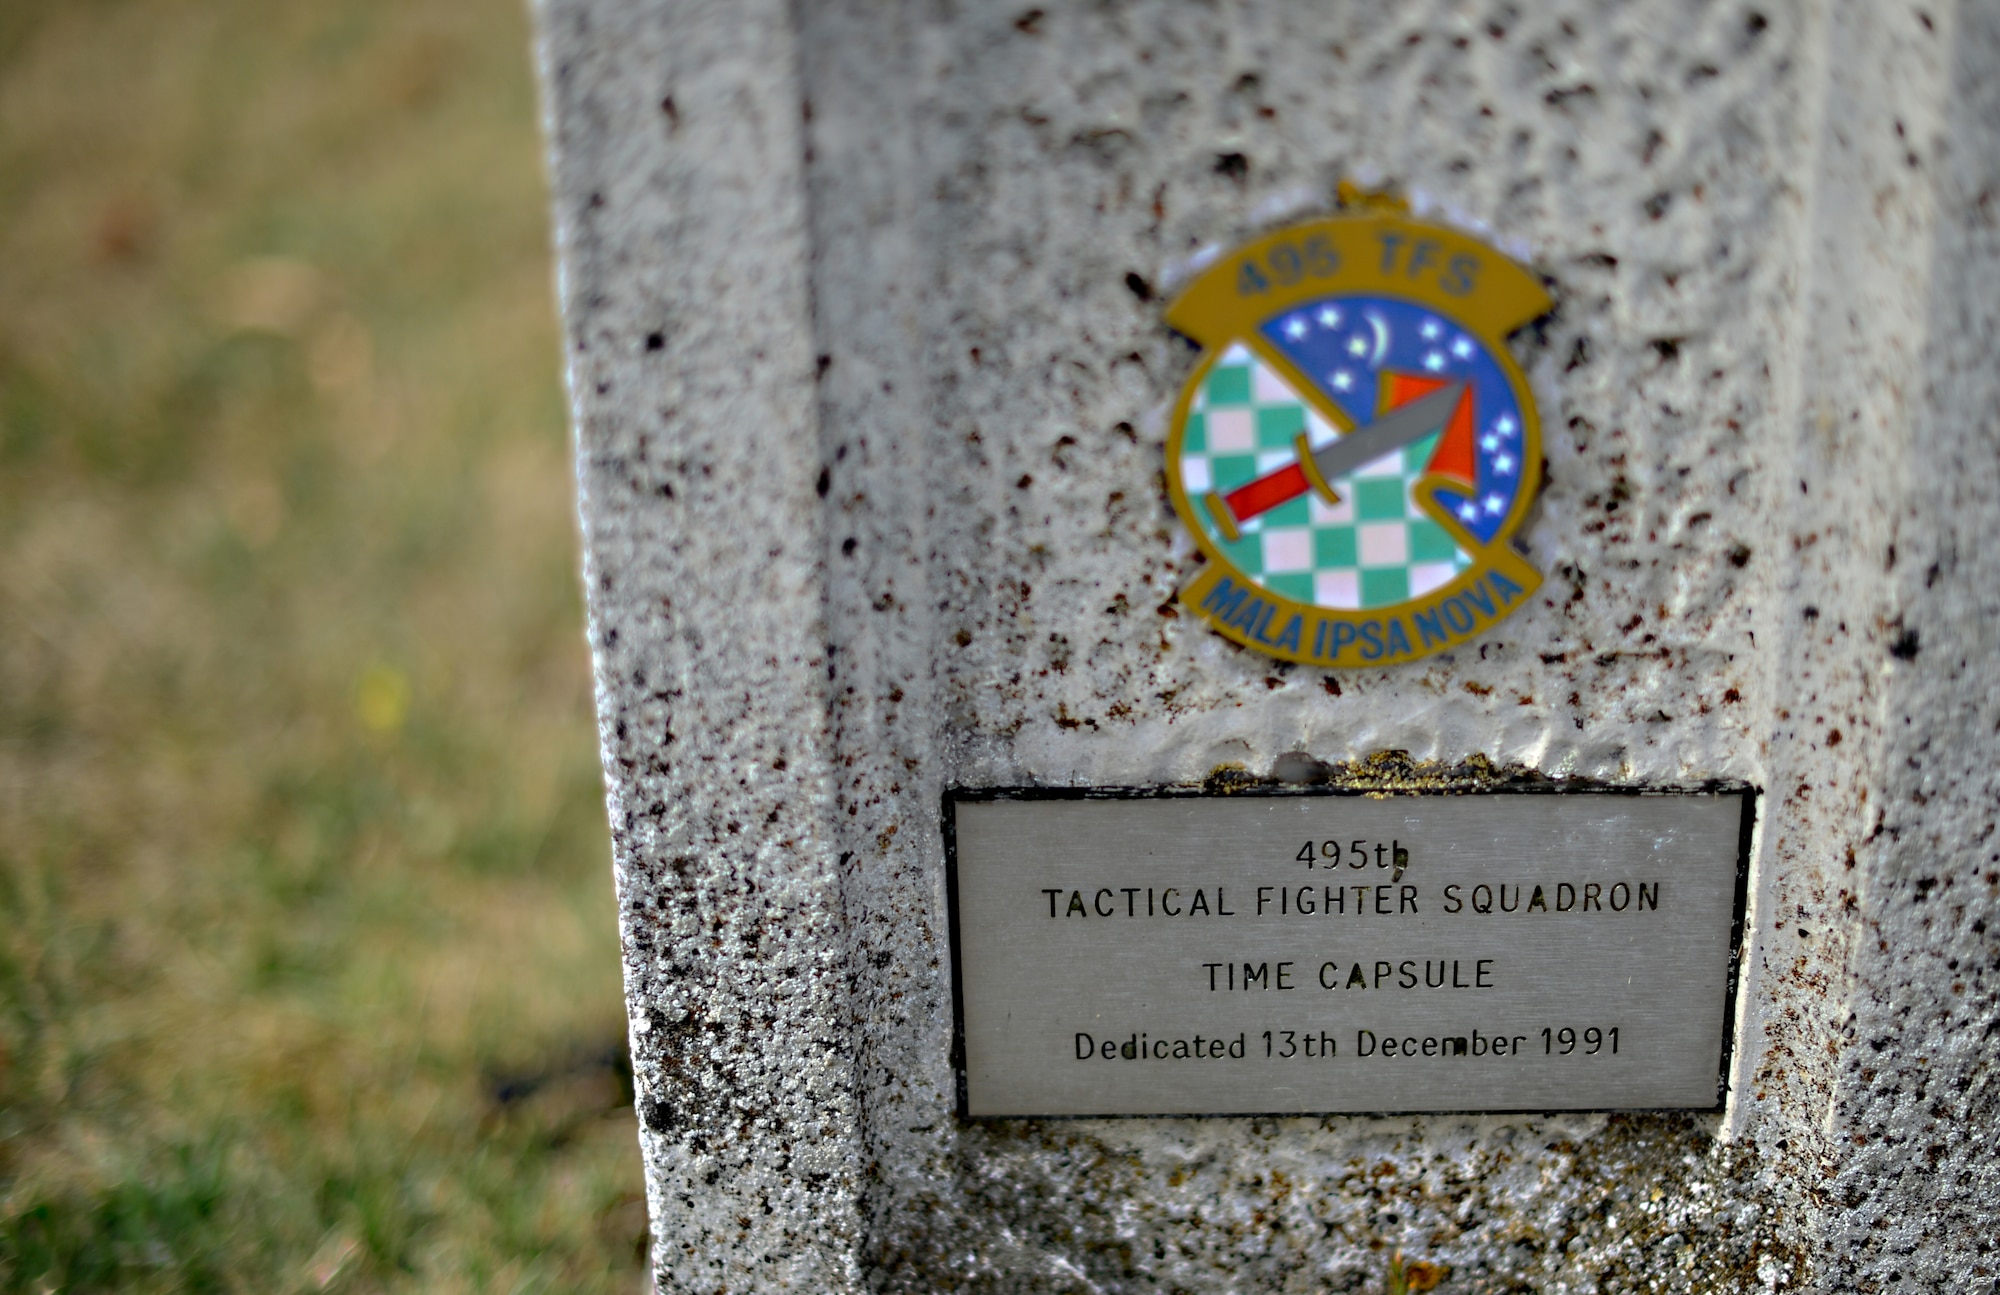 495 TFS
MALA IPSA NOVA
495th
TACTICAL FIGHTER SQUADRON
TIME CAPSULE
Dedicated 13th December 1991